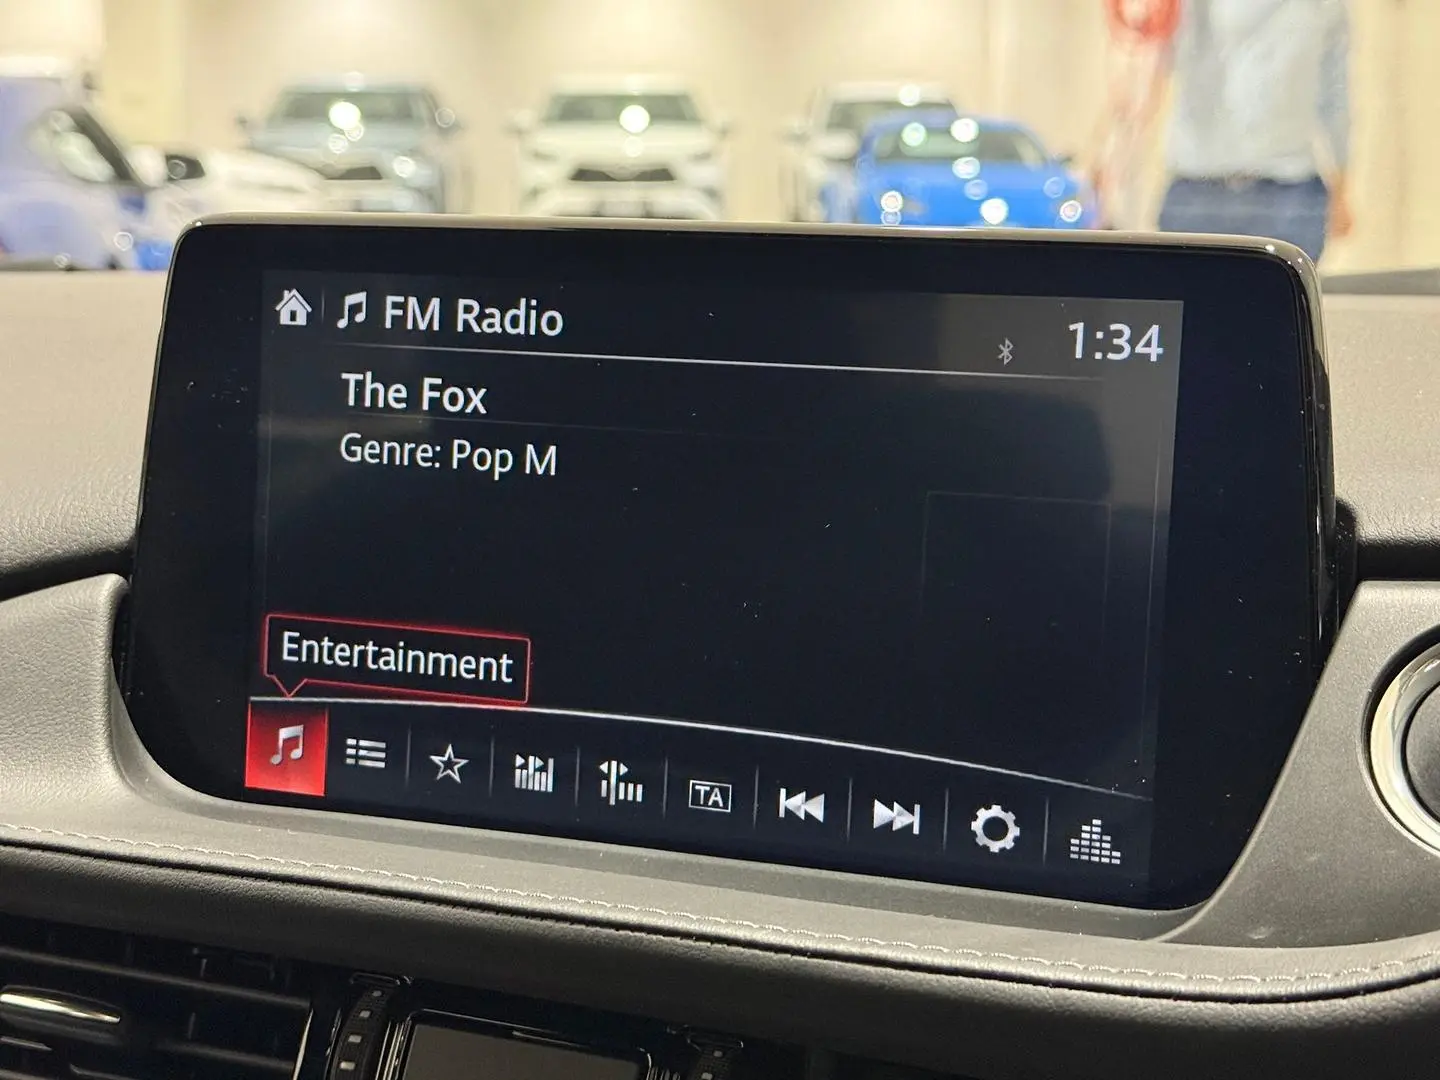 FM Radio
1:34
The Fox
Genre: Pop M
Entertainment
TA